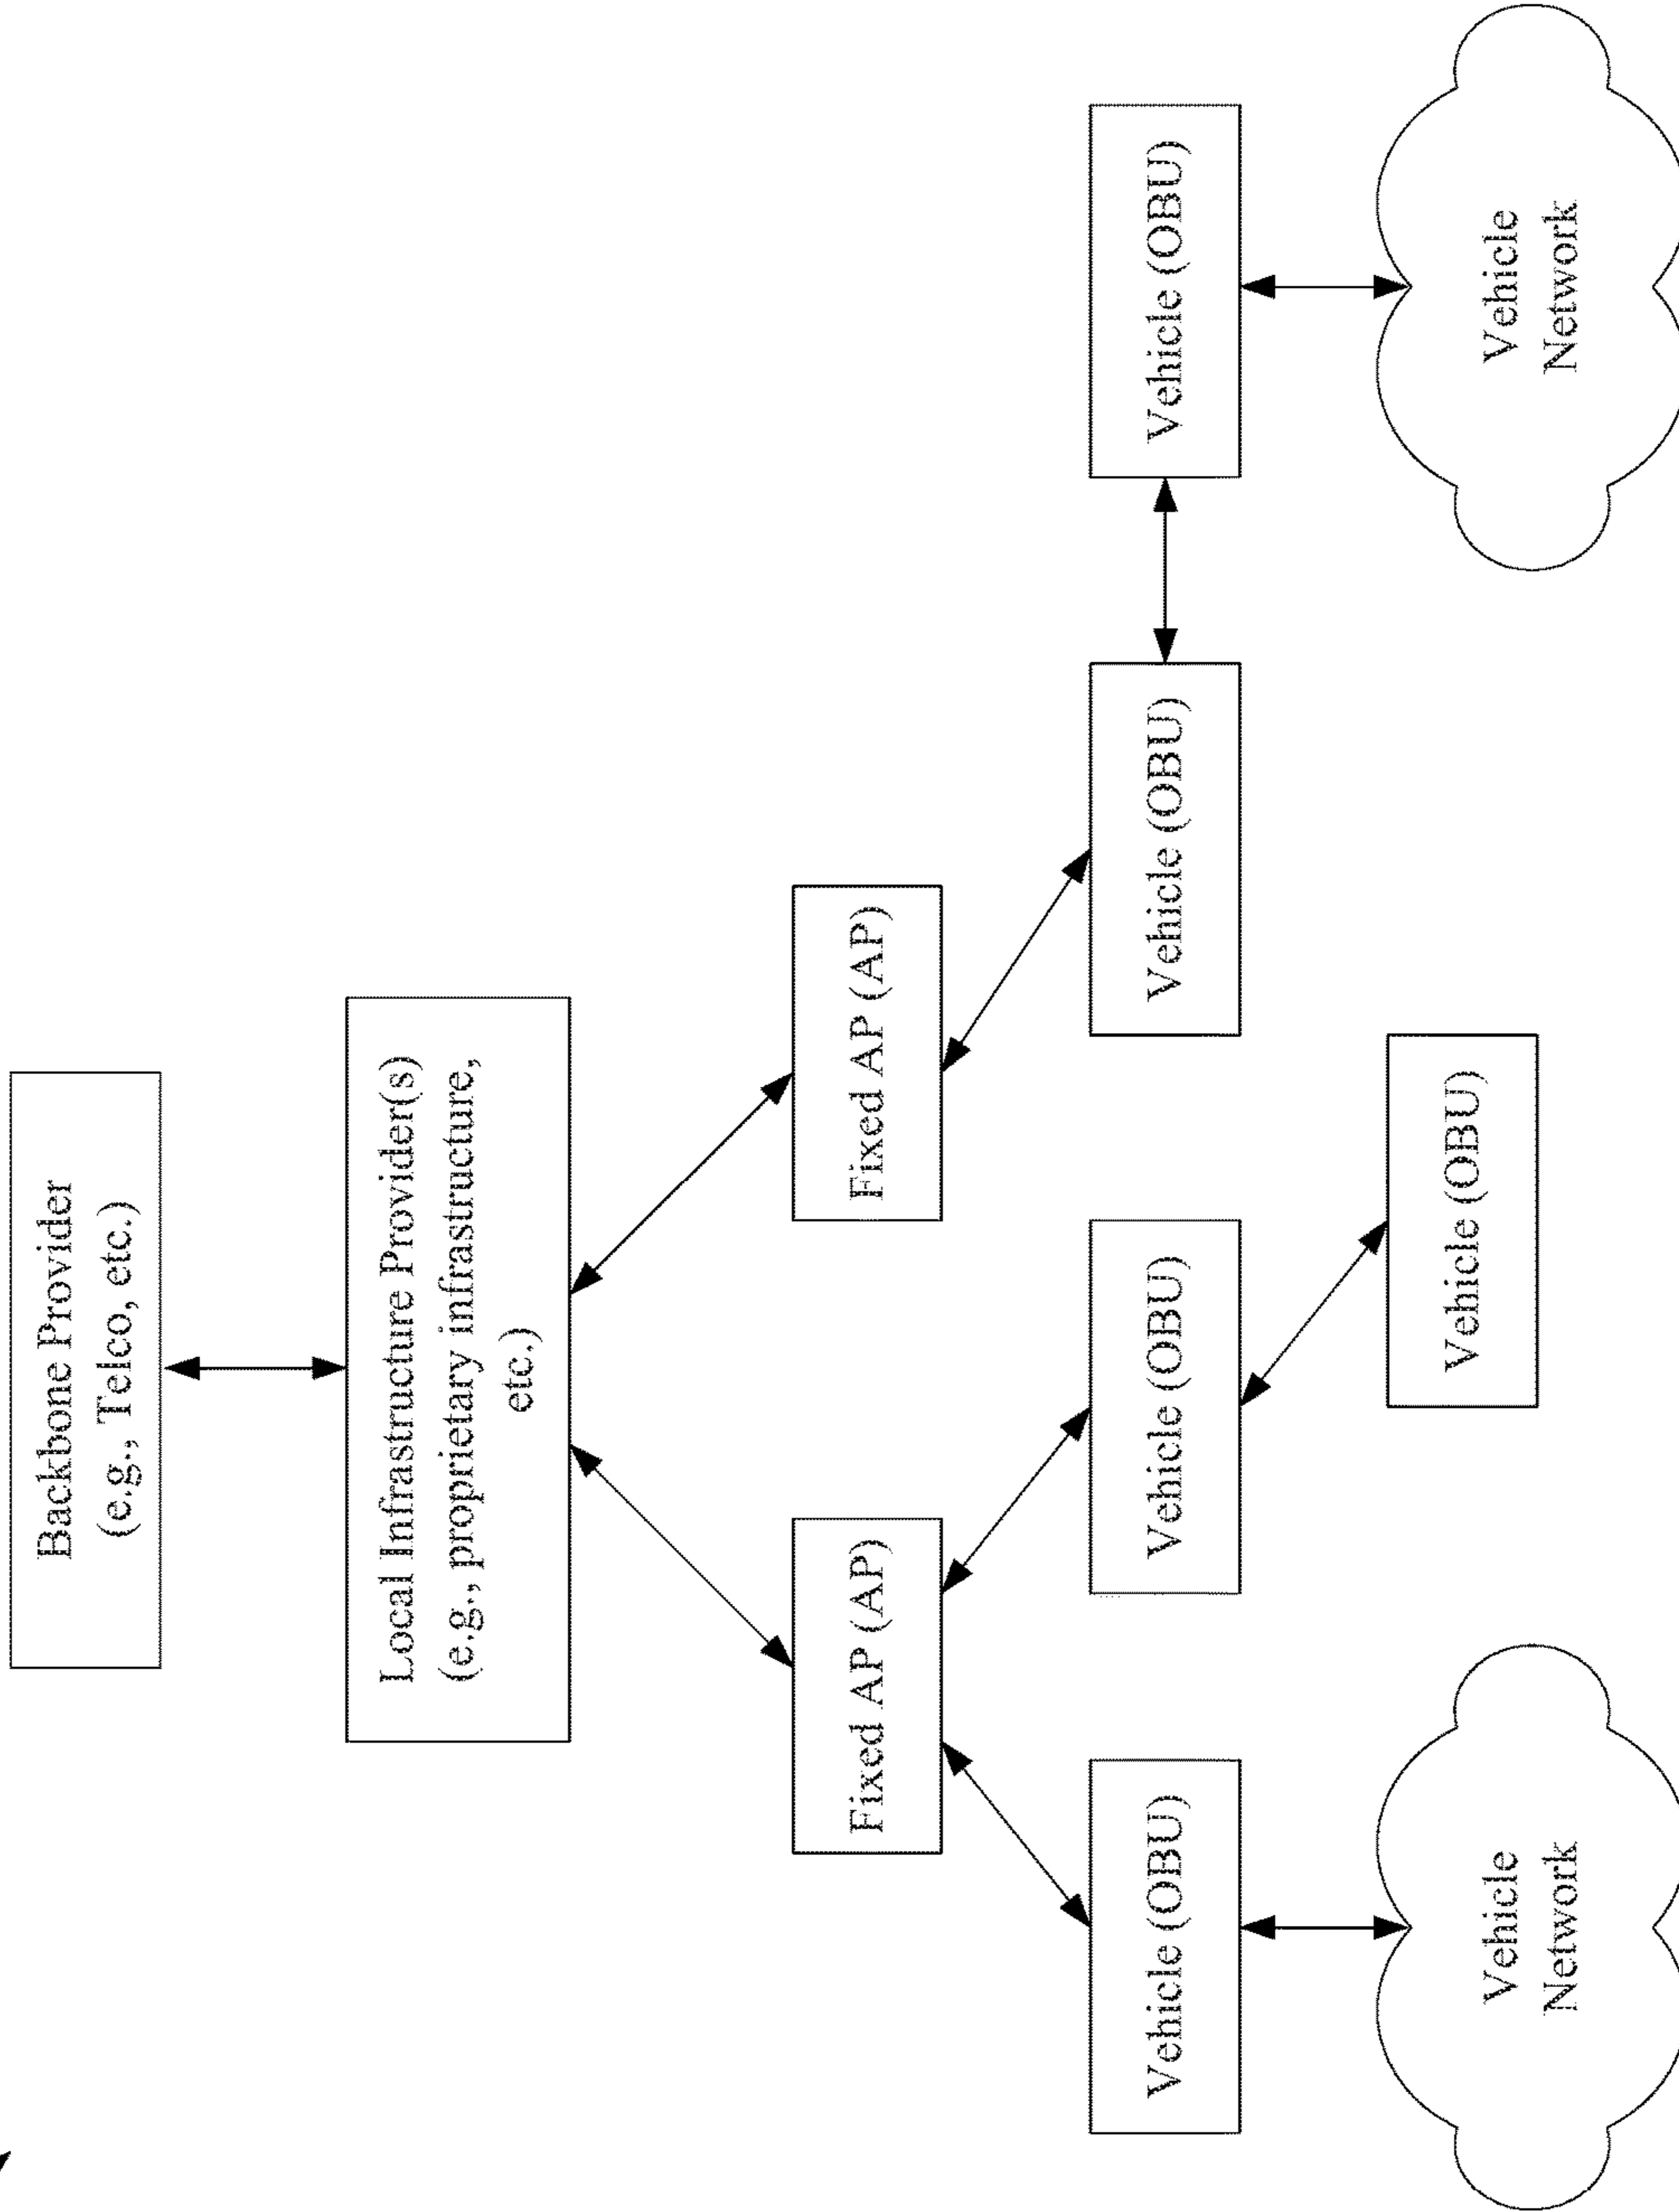 Backbone Provider
(e.g., Telco, etc.)
Local Infrastructure Provider(s)
(e.g., proprietary infrastructure,
etc.)
Fixed AP (AP)
Fixed AP (AP)
Vehicle (OBU)
Vehicle (OBU)
Vehicle (OBU)
Vehicle (OBU)
Vehicle (OBU)
Vehicle
Network
Vehicle
Network